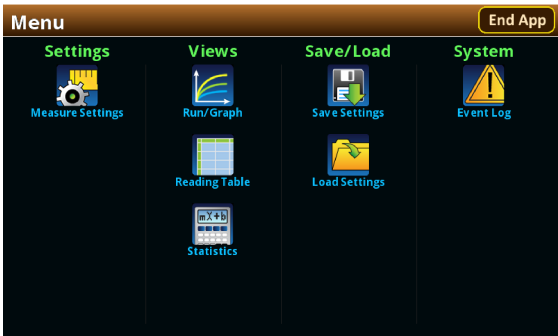 Menu
End App
Settings
Views
Save/Load
System
Measure Settings
Run/Graph
Save Settings
Event Log
Reading Table
Load Settings
mX+b
Statistics